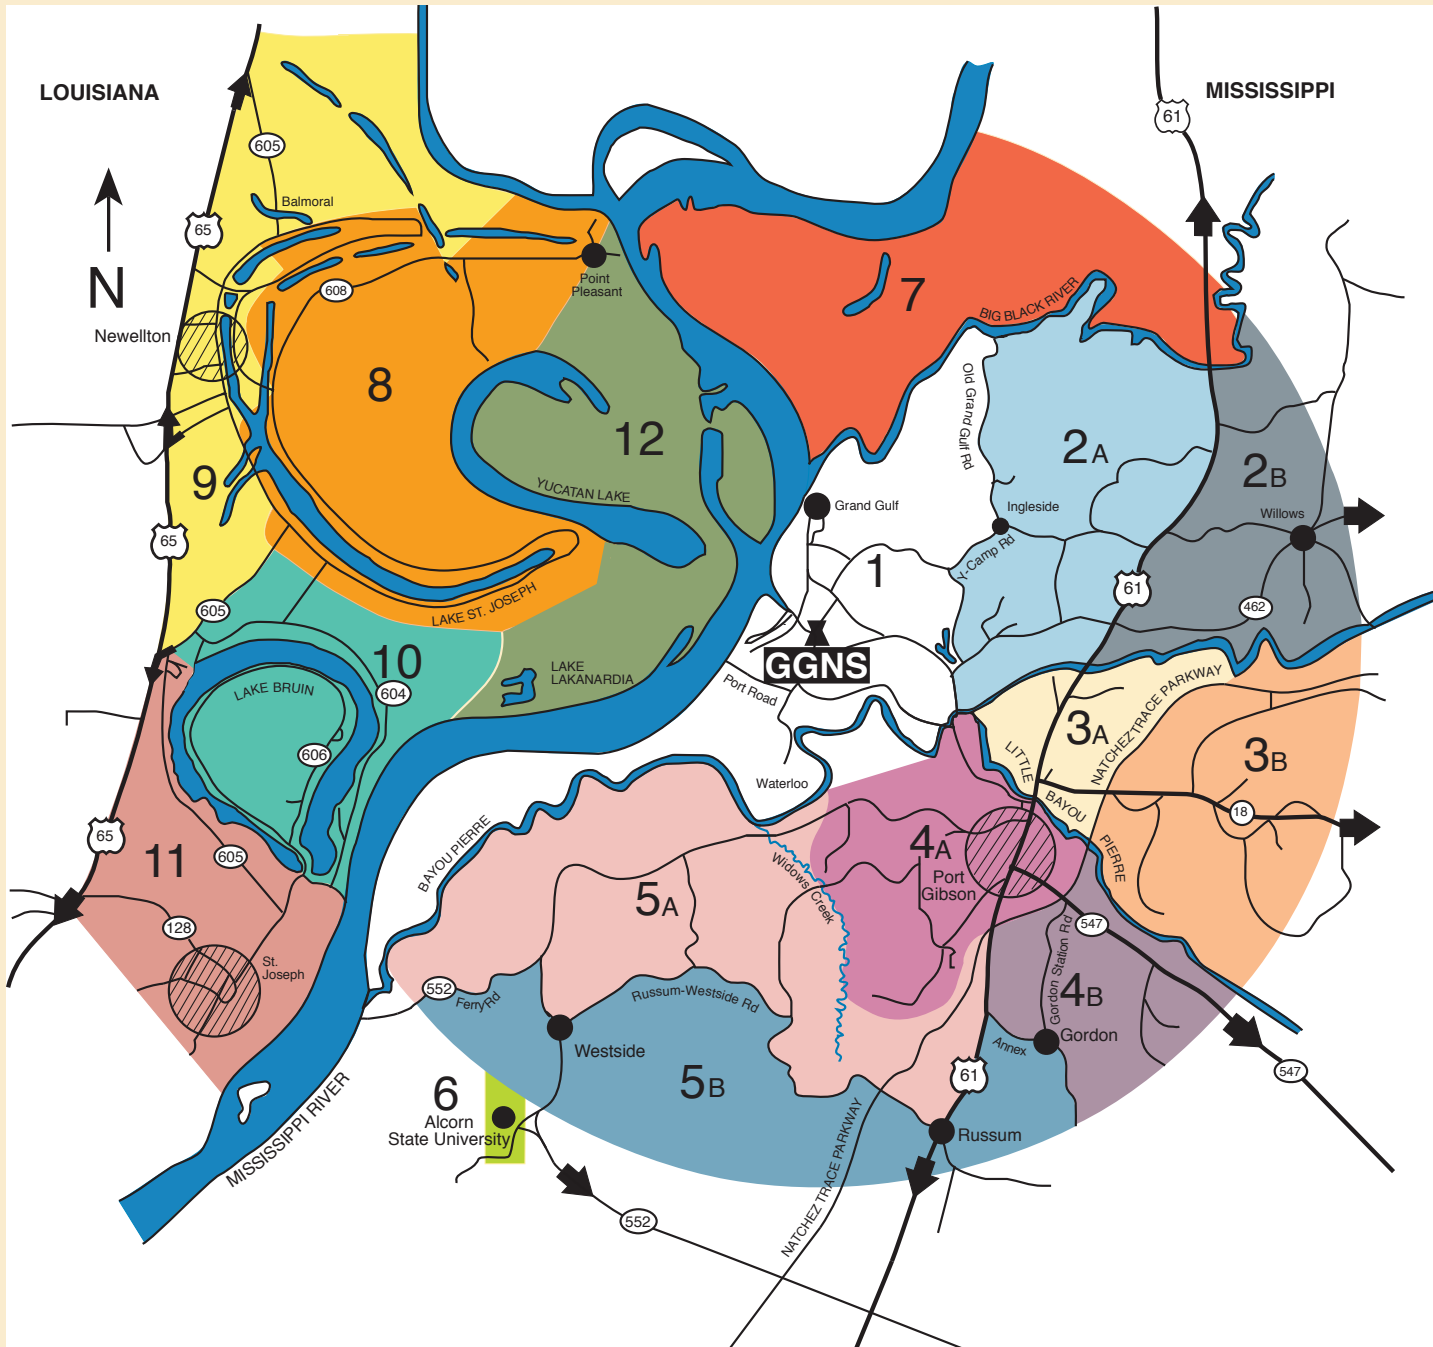 LOUISIANA
MISSISSIPPI
61
605
Balmoral
65
N
Point
Pleasant
608
7
BIG BLACK RIVER
Newellton
8
Old Grand Gulf Rd
12
2A
2B
9
YUCATAN LAKE
Grand Gulf
Ingleside
Willows
65
Y-Camp Rd
1
61
462
605
LAKE ST. JOSEPH
GGNS
10
LAKE
LAKANARDIA
LAKE BRUIN
604
Port Road
NATCHEZ TRACE PARKWAY
3A
3B
606
LITTLE
BAYOU
PIERRE
Waterloo
18
65
BAYOU PIERRE
11
605
4A
Port
Gibson
Widows Creek
5A
128
547
St.
Joseph
Gordon Station Rd
552
Ferry Rd
Russum-Westside Rd
4B
Gordon
Annex
Westside
61
547
5B
6
Alcorn
State University
MISSISSIPPI RIVER
Russum
NATCHEZ TRACE PARKWAY
552